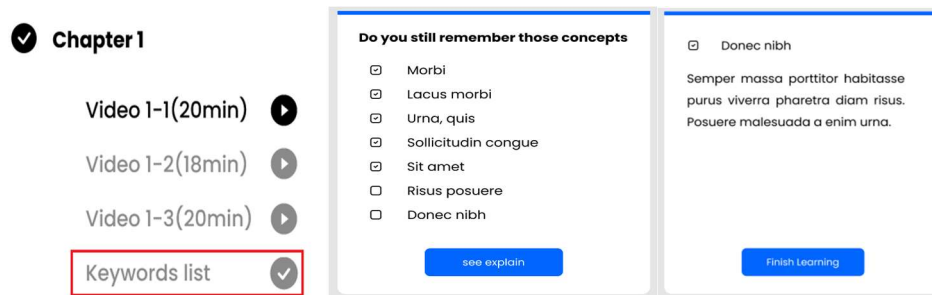 Chapter 1
Video 1-1(20min)
Video 1-2(18min)
Video 1-3(20min)
Keywords list
Do you still remember those concepts
Morbi
Lacus morbi
Urna, quis
Sollicitudin congue
Sit amet
Risus posuere
Donec nibh
see explain
Donec nibh
Semper massa porttitor habitasse
purus viverra pharetra diam risus.
Posuere malesuada a enim urna.
Finish Learning